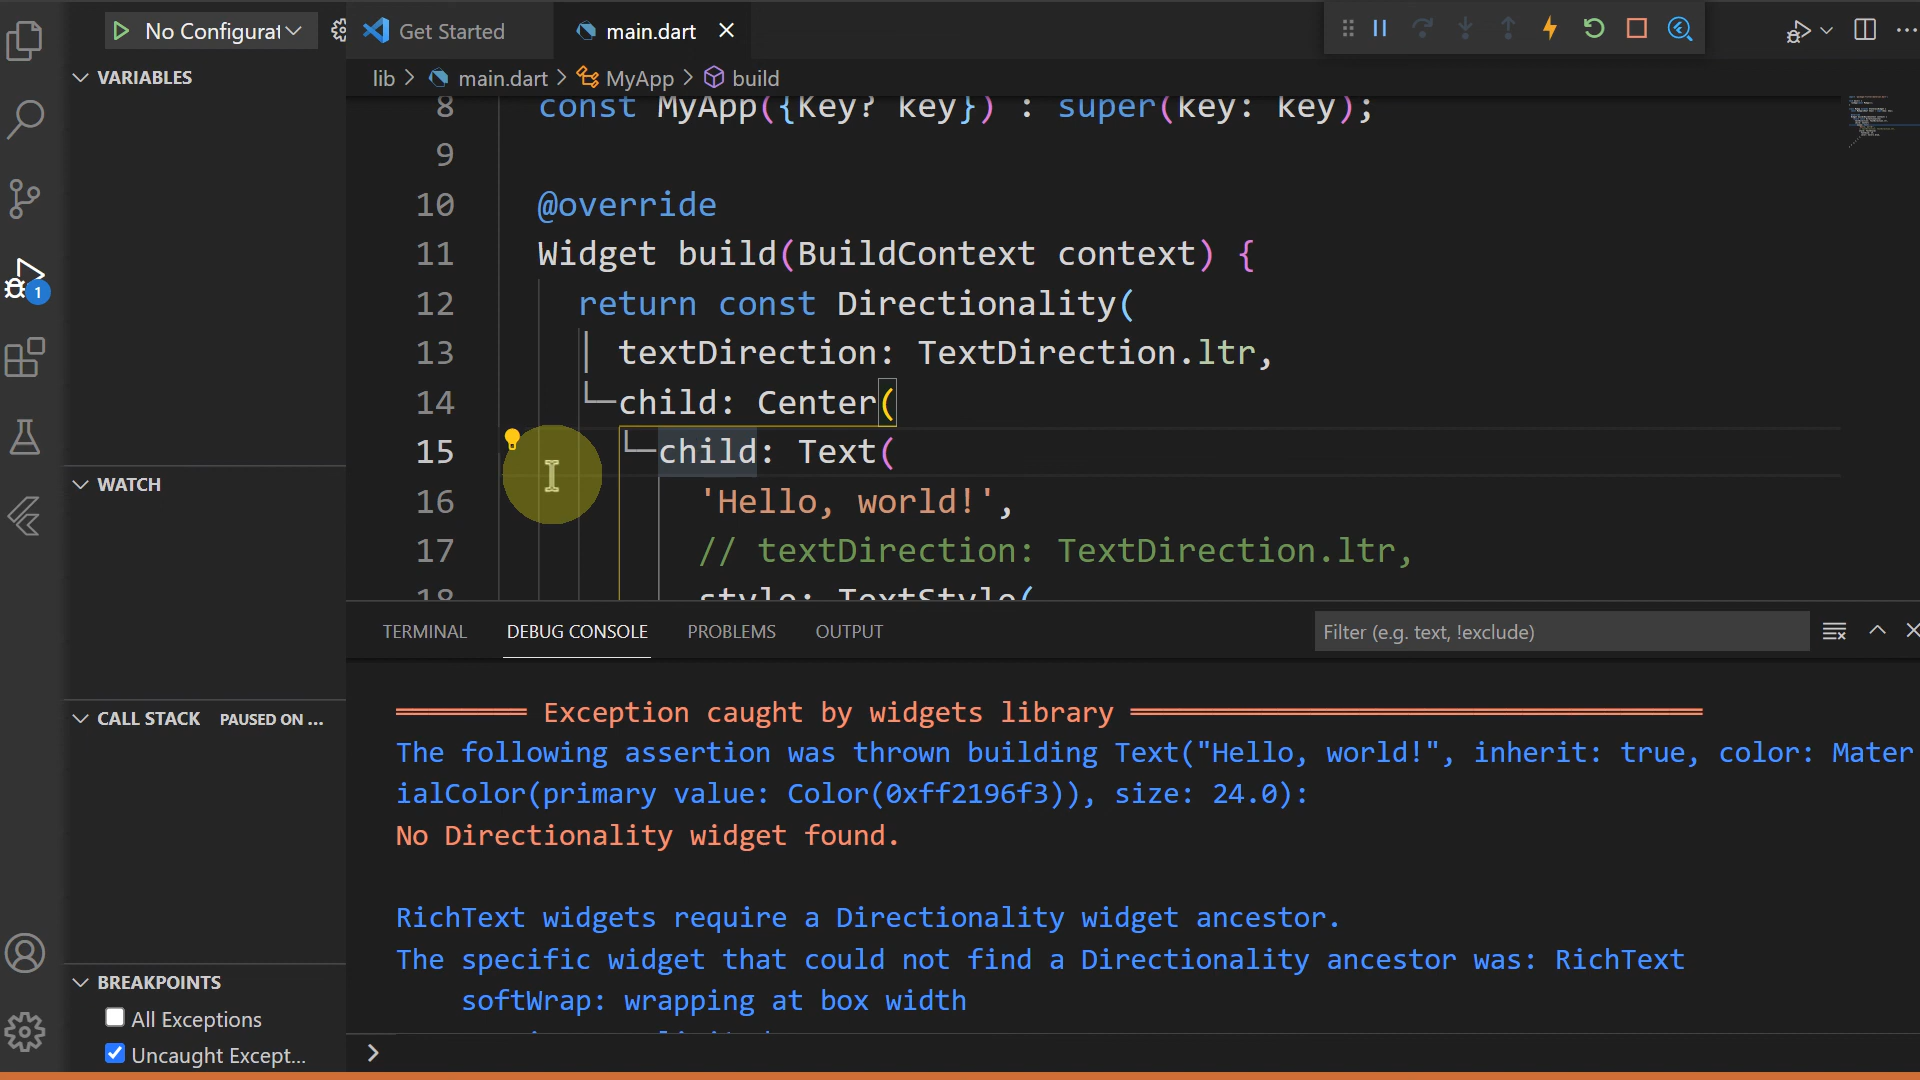 No Configurat
Get Started
main.dart
VARIABLES
lib > main.dart > MyApp > build
8 const MyApp({Key? key}) : super(key: key);
9
10 @override
11 Widget build(BuildContext context) {
12 return const Directionality(
13 textDirection: TextDirection.ltr,
14 child: Center(
15 child: Text(
16 'Hello, world!',
17 // textDirection: TextDirection.ltr,
18 style: TextStyle(
1
WATCH
CALL STACK PAUSED ON ...
BREAKPOINTS
All Exceptions
Uncaught Except...
TERMINAL DEBUG CONSOLE PROBLEMS OUTPUT
Filter (e.g. text, !exclude)
════════ Exception caught by widgets library ═══════════════════════════════════
The following assertion was thrown building Text("Hello, world!", inherit: true, color: Mater
ialColor(primary value: Color(0xff2196f3)), size: 24.0):
No Directionality widget found.
RichText widgets require a Directionality widget ancestor.
The specific widget that could not find a Directionality ancestor was: RichText
softWrap: wrapping at box width
>